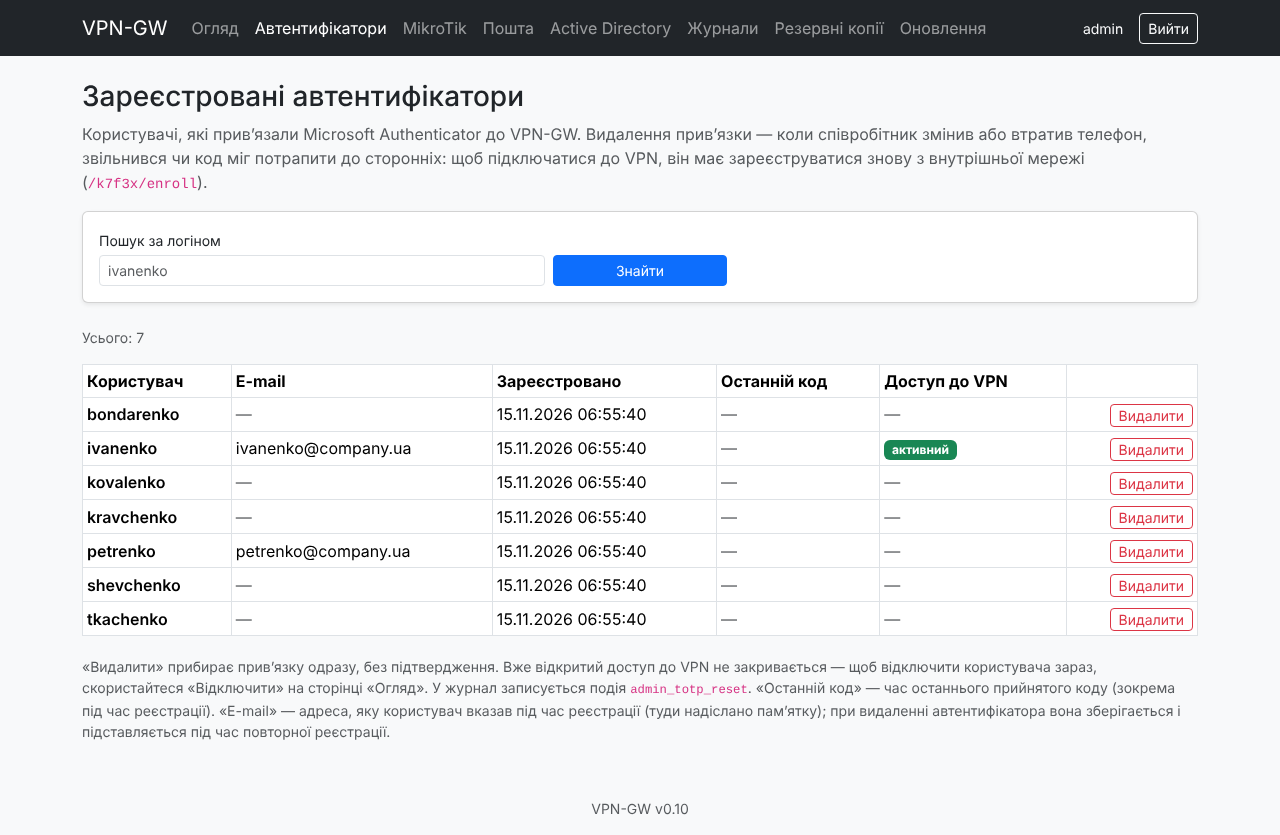 VPN-GW Огляд Автентифікатори MikroTik Пошта Active Directory Журнали Резервні копії Оновлення admin Вийти
Зареєстровані автентифікатори
Користувачі, які прив’язали Microsoft Authenticator до VPN-GW. Видалення прив’язки — коли співробітник змінив або втратив телефон,
звільнився чи код міг потрапити до сторонніх: щоб підключатися до VPN, він має зареєструватися знову з внутрішньої мережі
(/k7f3x/enroll).
Пошук за логіном
ivanenko Знайти
Усього: 7
Користувач E-mail Зареєстровано Останній код Доступ до VPN
bondarenko — 15.11.2026 06:55:40 — — Видалити
ivanenko ivanenko@company.ua 15.11.2026 06:55:40 — активний Видалити
kovalenko — 15.11.2026 06:55:40 — — Видалити
kravchenko — 15.11.2026 06:55:40 — — Видалити
petrenko petrenko@company.ua 15.11.2026 06:55:40 — — Видалити
shevchenko — 15.11.2026 06:55:40 — — Видалити
tkachenko — 15.11.2026 06:55:40 — — Видалити
«Видалити» прибирає прив’язку одразу, без підтвердження. Вже відкритий доступ до VPN не закривається — щоб відключити користувача зараз,
скористайтеся «Відключити» на сторінці «Огляд». У журнал записується подія admin_totp_reset. «Останній код» — час останнього прийнятого коду (зокрема
під час реєстрації). «E-mail» — адреса, яку користувач вказав під час реєстрації (туди надіслано пам’ятку); при видаленні автентифікатора вона зберігається і
підставляється під час повторної реєстрації.
VPN-GW v0.10